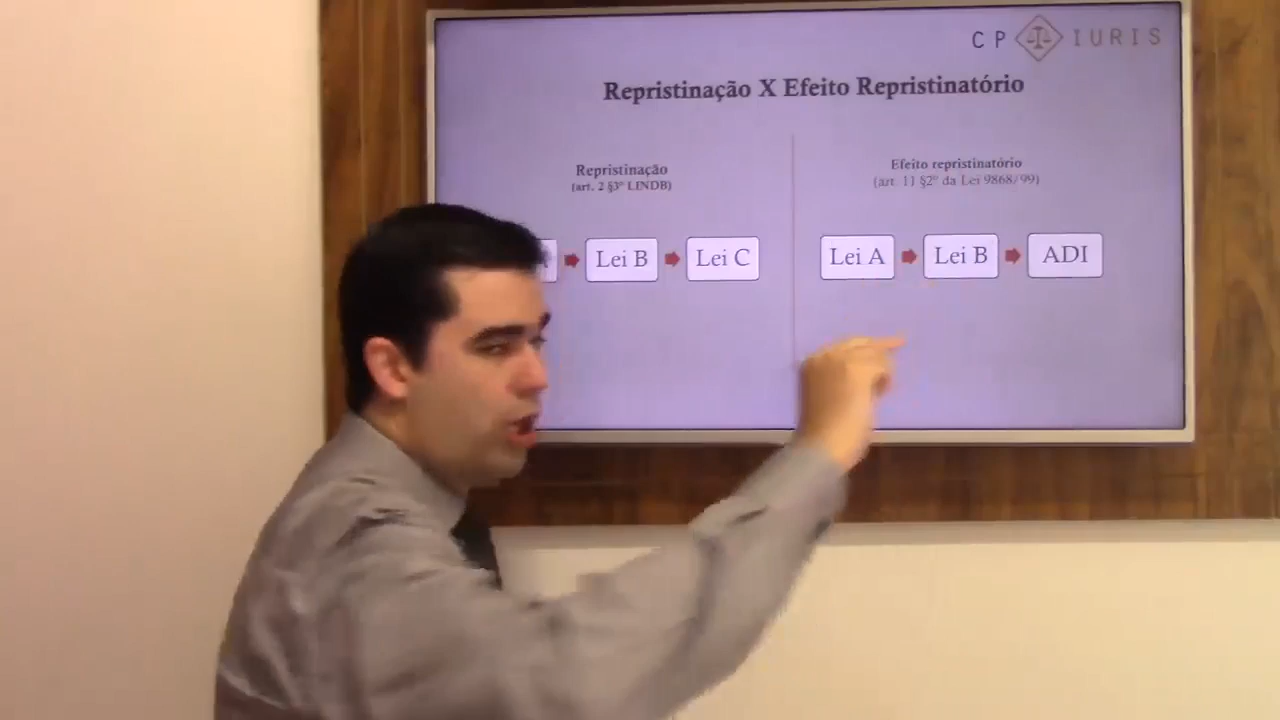 CP IURIS
Repristinação X Efeito Repristinatório
Repristinação
(art. 2 §3º LINDB)
Lei B
Lei C
Efeito repristinatório
(art. 11 §2º da Lei 9868/99)
Lei A
Lei B
ADI